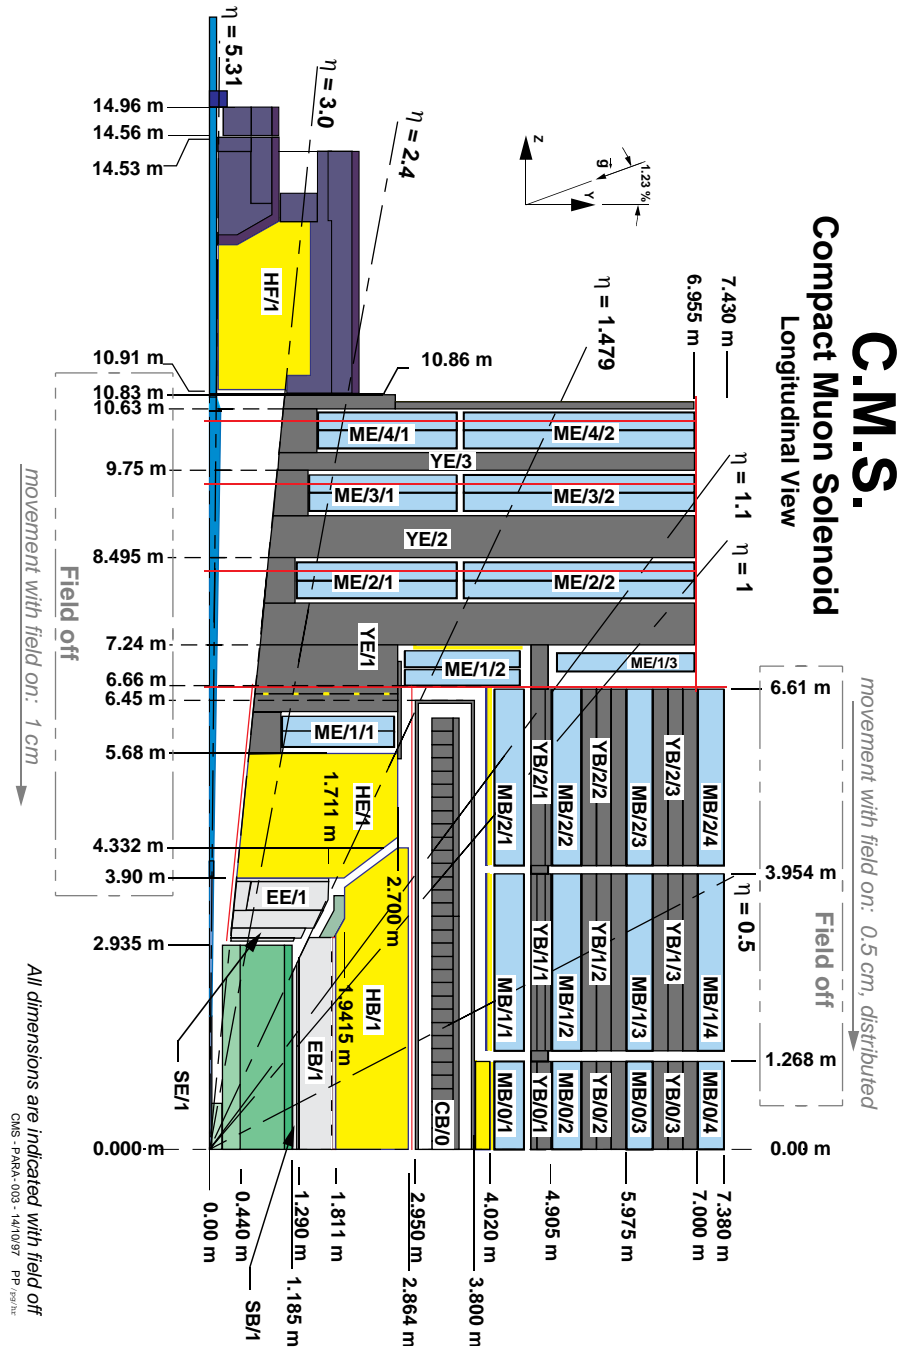 C.M.S.
Compact Muon Solenoid
Longitudinal View
η = 5.31
η = 3.0
η = 2.4
η = 1.479
η = 1.1
η = 1
η = 0.5
Z
Y
g
1.23 %
14.96 m
14.56 m
14.53 m
10.91 m
10.83 m
10.63 m
9.75 m
8.495 m
7.24 m
6.66 m
6.45 m
5.68 m
4.332 m
3.90 m
2.935 m
0.000 m
10.86 m
6.955 m
7.430 m
HF/1
ME/4/1
ME/4/2
YE/3
ME/3/1
ME/3/2
YE/2
ME/2/1
ME/2/2
YE/1
ME/1/2
ME/1/3
ME/1/1
HE/1
1.711 m
2.700 m
1.9415 m
EE/1
HB/1
EB/1
CB/0
SE/1
SB/1
MB/2/1
YB/2/1
MB/2/2
YB/2/2
MB/2/3
YB/2/3
MB/2/4
MB/1/1
YB/1/1
MB/1/2
YB/1/2
MB/1/3
YB/1/3
MB/1/4
MB/0/1
YB/0/1
MB/0/2
YB/0/2
MB/0/3
YB/0/3
MB/0/4
6.61 m
3.954 m
1.268 m
0.00 m
0.00 m
0.440 m
1.185 m
1.290 m
1.811 m
2.864 m
2.950 m
3.800 m
4.020 m
4.905 m
5.975 m
7.000 m
7.380 m
Field off
movement with field on: 1 cm
Field off
movement with field on: 0.5 cm, distributed
All dimensions are indicated with field off
CMS - PARA-003 - 14/10/97 PP